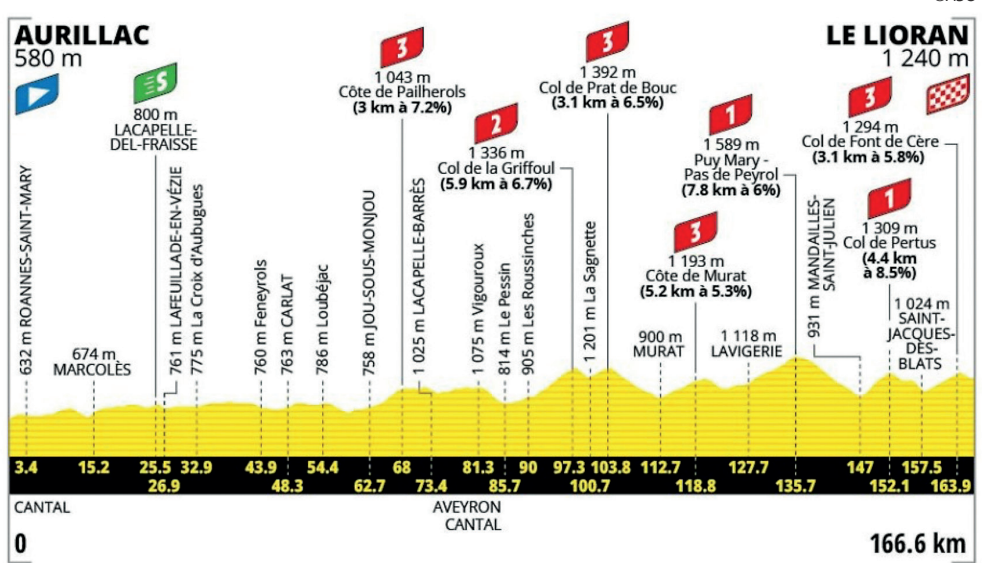 AURILLAC
580 m
LE LIORAN
1 240 m
S
800 m
LACAPELLE-
DEL-FRAISSE
3
1 043 m
Côte de Pailherols
(3 km à 7.2%)
2
1 336 m
Col de la Griffoul
(5.9 km à 6.7%)
3
1 392 m
Col de Prat de Bouc
(3.1 km à 6.5%)
3
1 193 m
Côte de Murat
(5.2 km à 5.3%)
1
1 589 m
Puy Mary -
Pas de Peyrol
(7.8 km à 6%)
3
1 294 m
Col de Font de Cère
(3.1 km à 5.8%)
1
1 309 m
Col de Pertus
(4.4 km
à 8.5%)
632 m ROANNES-SAINT-MARY
674 m
MARCOLÈS
761 m LAFEUILLADE-EN-VÉZIE
775 m La Croix d'Aubugues
760 m Feneyrols
763 m CARLAT
786 m Loubéjac
758 m JOU-SOUS-MONJOU
1 025 m LACAPELLE-BARRÈS
1 075 m Vigouroux
814 m Le Pessin
905 m Les Roussinches
1 201 m La Sagnette
900 m
MURAT
1 118 m
LAVIGERIE
931 m MANDAILLES-
SAINT-JULIEN
1 024 m
SAINT-
JACQUES-
DES-
BLATS
3.4 15.2 25.5 32.9 43.9 54.4 68 81.3 90 97.3 103.8 112.7 127.7 147 157.5
26.9 48.3 62.7 73.4 85.7 100.7 118.8 135.7 152.1 163.9
CANTAL
AVEYRON
CANTAL
0
166.6 km